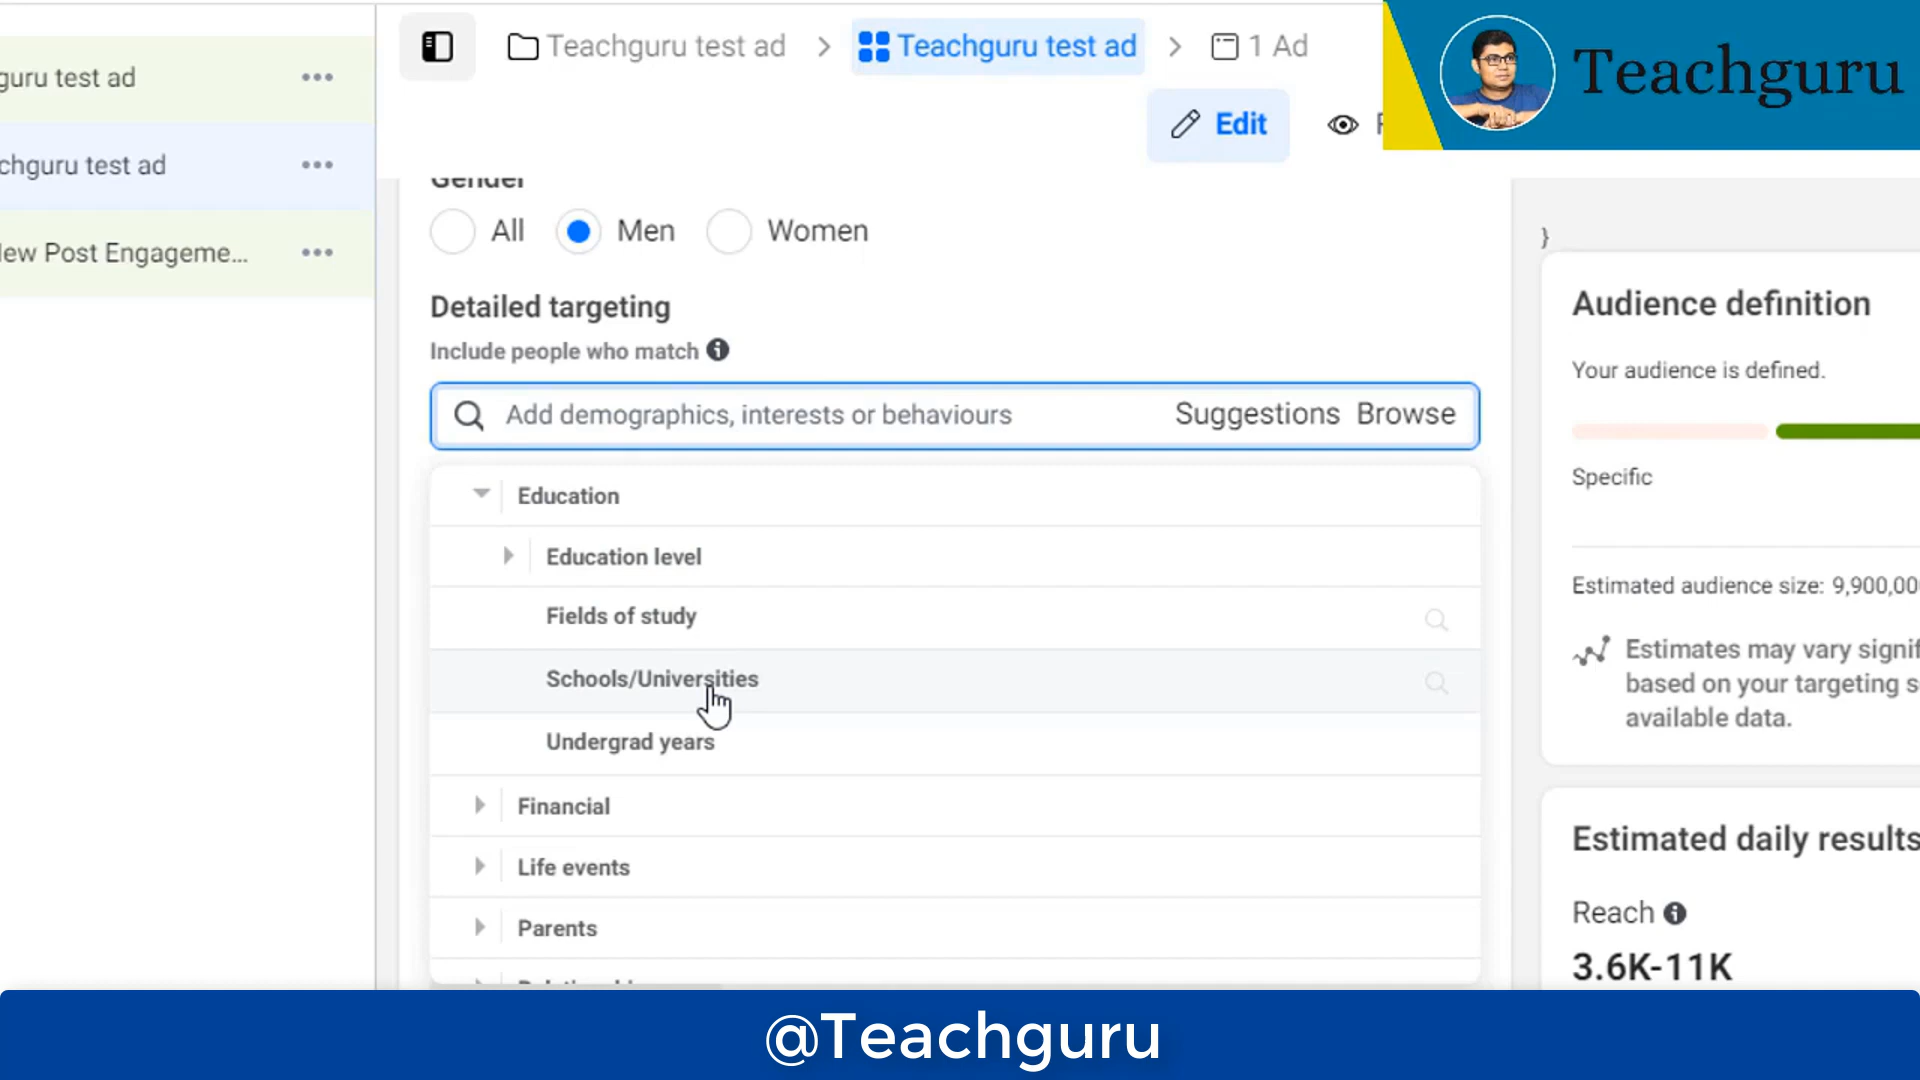 guru test ad
Teachguru test ad
Teachguru test ad
1 Ad
Teachguru
Edit
chguru test ad
Gender
All
Men
Women
New Post Engageme...
Detailed targeting
Include people who match
Add demographics, interests or behaviours
Suggestions
Browse
Education
Education level
Fields of study
Schools/Universities
Undergrad years
Financial
Life events
Parents
}
Audience definition
Your audience is defined.
Specific
Estimated audience size: 9,900,00
Estimates may vary signif
based on your targeting s
available data.
Estimated daily results
Reach
3.6K-11K
@Teachguru